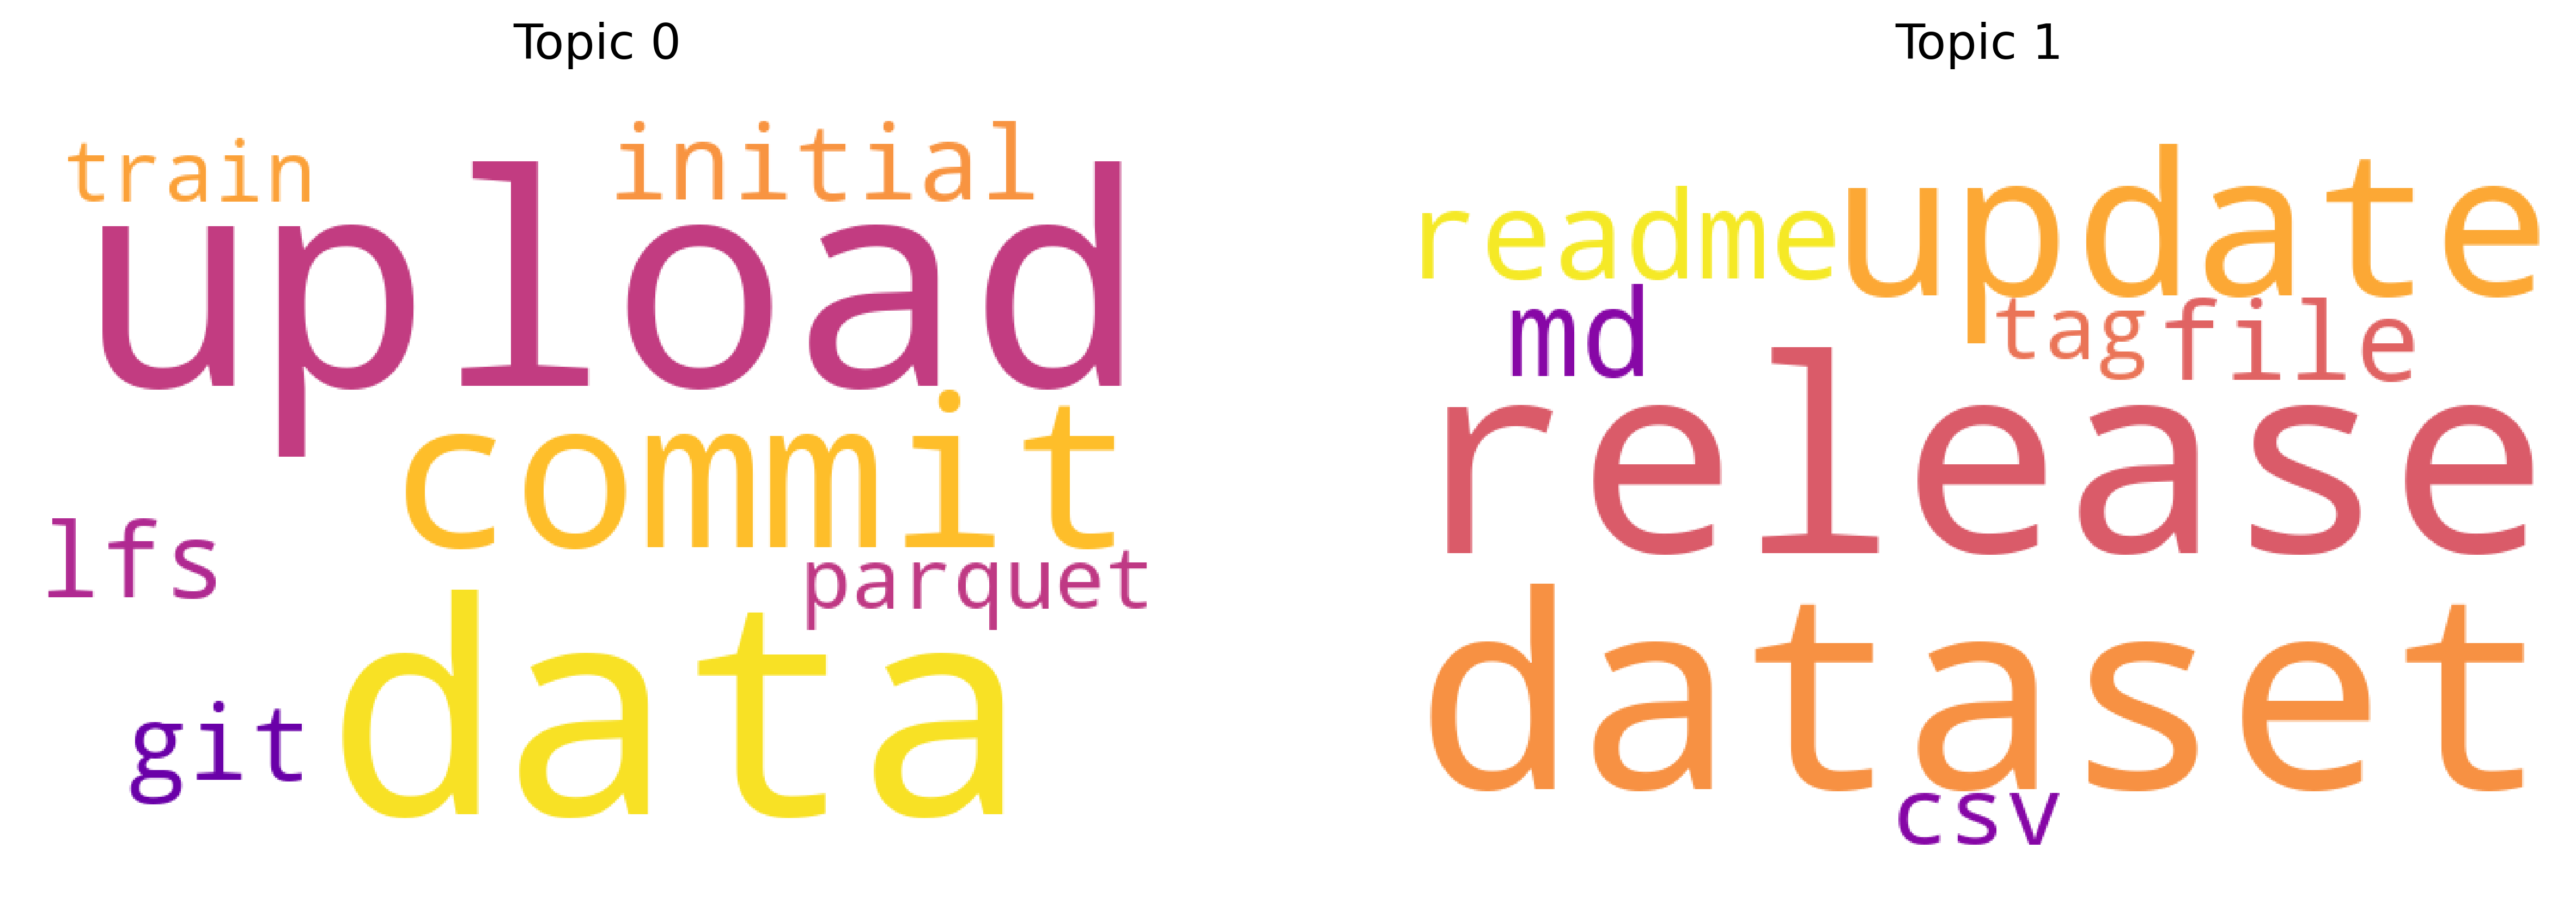 Topic 0
train
initial
upload
commit
lfs
parquet
data
git
Topic 1
readme
update
md
tag
file
release
dataset
csv